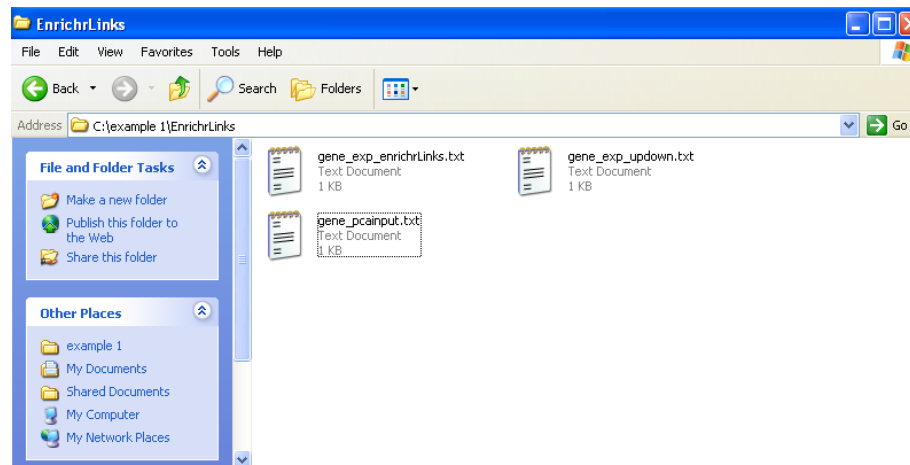 EnrichrLinks
File Edit View Favorites Tools Help
Back Search Folders
Address C:\example 1\EnrichrLinks Go
File and Folder Tasks
Make a new folder
Publish this folder to
the Web
Share this folder
Other Places
example 1
My Documents
Shared Documents
My Computer
My Network Places
gene_exp_enrichrLinks.txt
Text Document
1 KB
gene_exp_updown.txt
Text Document
1 KB
gene_pcainput.txt
Text Document
1 KB